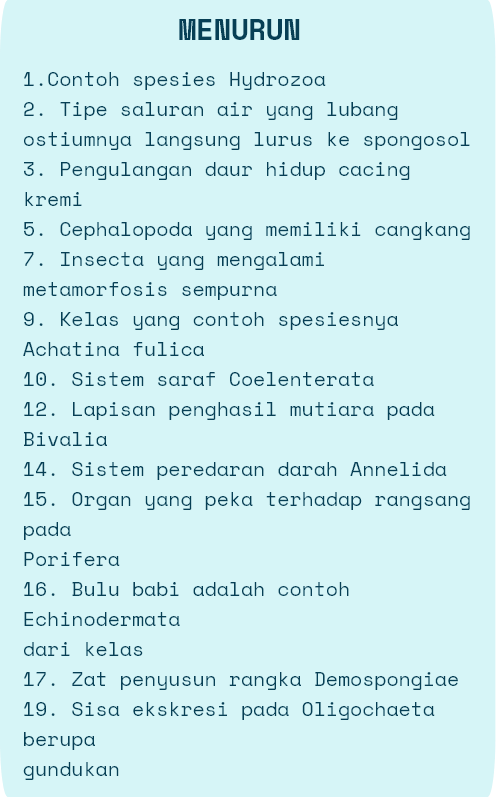 MENURUN
1.Contoh spesies Hydrozoa
2. Tipe saluran air yang lubang
ostiumnya langsung lurus ke spongosol
3. Pengulangan daur hidup cacing
kremi
5. Cephalopoda yang memiliki cangkang
7. Insecta yang mengalami
metamorfosis sempurna
9. Kelas yang contoh spesiesnya
Achatina fulica
10. Sistem saraf Coelenterata
12. Lapisan penghasil mutiara pada
Bivalia
14. Sistem peredaran darah Annelida
15. Organ yang peka terhadap rangsang
pada
Porifera
16. Bulu babi adalah contoh
Echinodermata
dari kelas
17. Zat penyusun rangka Demospongiae
19. Sisa ekskresi pada Oligochaeta
berupa
gundukan